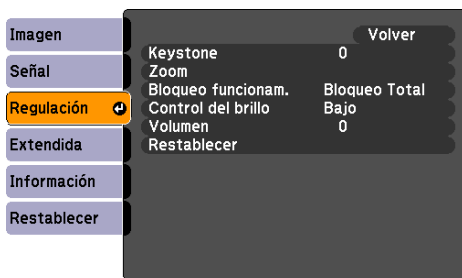 Imagen
Señal
Regulación
Extendida
Información
Restablecer
Volver
Keystone 0
Zoom
Bloqueo funcionam. Bloqueo Total
Control del brillo Bajo
Volumen 0
Restablecer